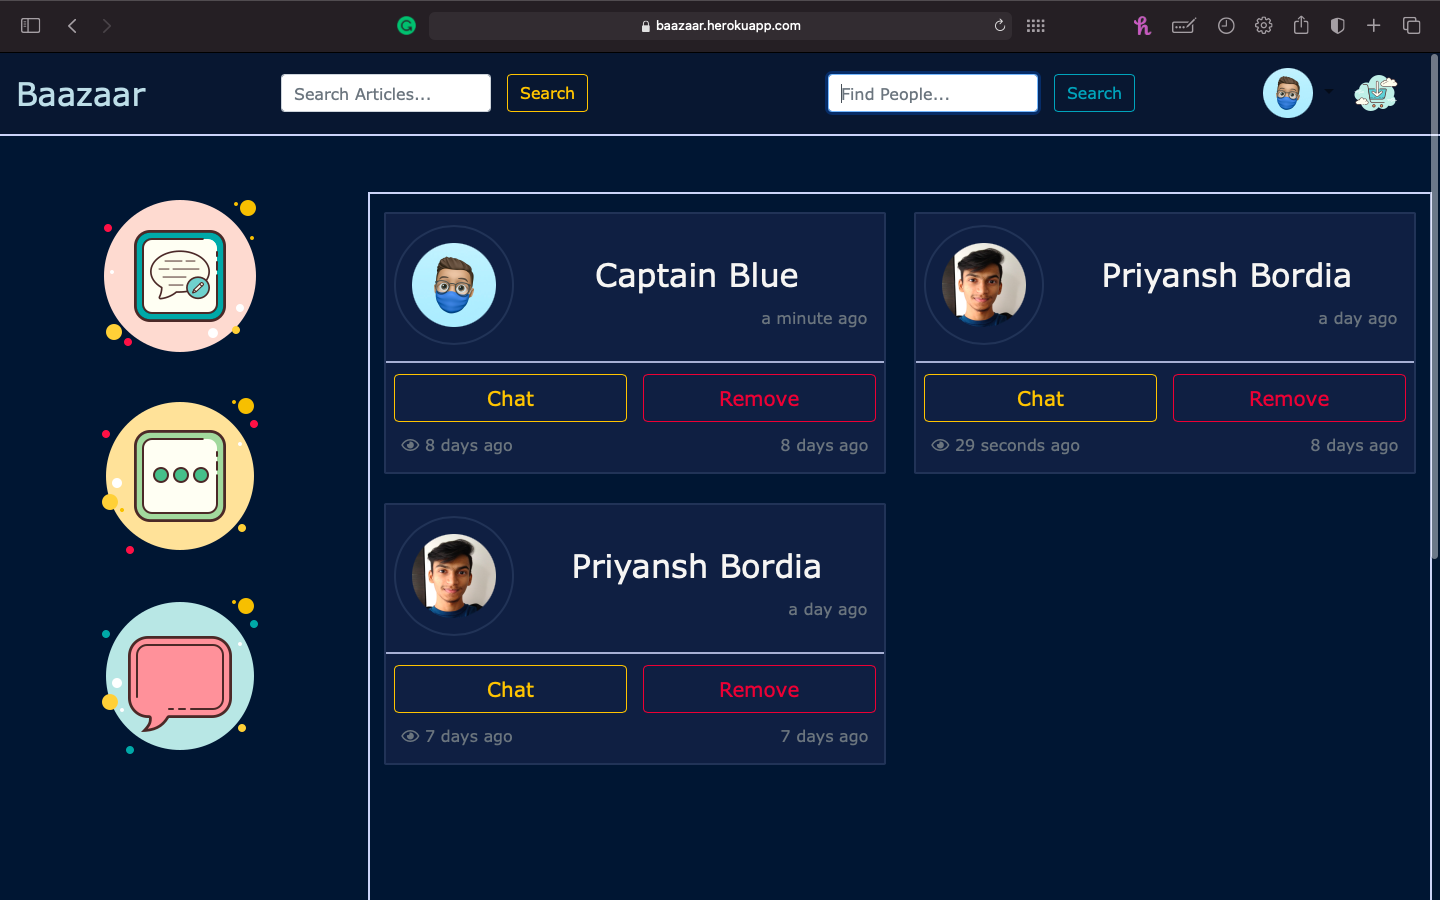 baazaar.herokuapp.com
Baazaar
Search Articles...
Search
Find People...
Search
Captain Blue
a minute ago
Chat
Remove
8 days ago
8 days ago
Priyansh Bordia
a day ago
Chat
Remove
29 seconds ago
8 days ago
Priyansh Bordia
a day ago
Chat
Remove
7 days ago
7 days ago